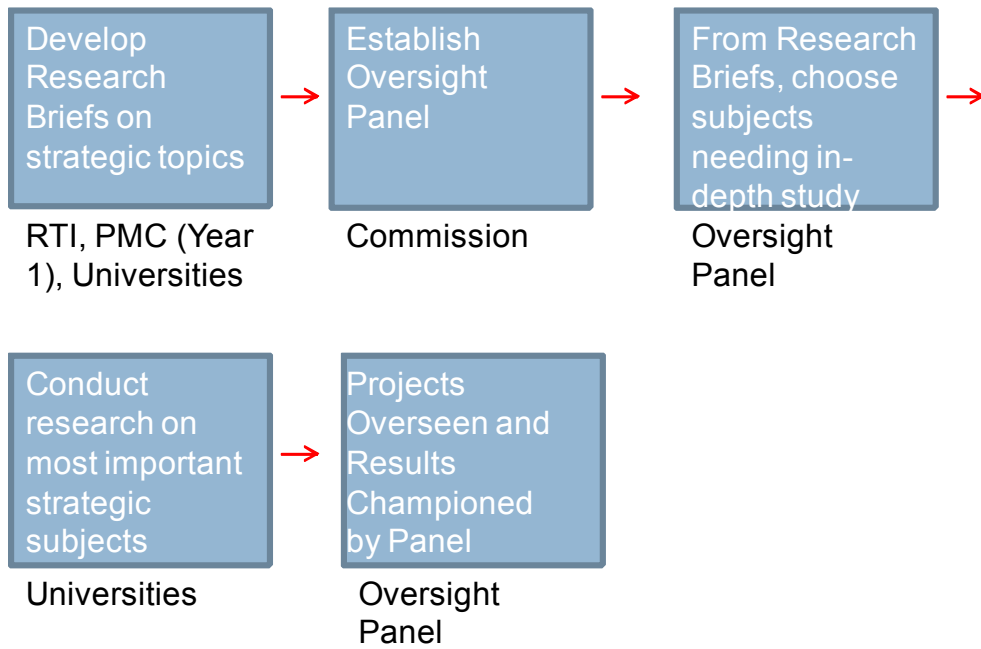 Develop
Research
Briefs on
strategic topics
RTI, PMC (Year
1), Universities
Establish
Oversight
Panel
Commission
From Research
Briefs, choose
subjects
needing in-
depth study
Oversight
Panel
Conduct
research on
most important
strategic
subjects
Universities
Projects
Overseen and
Results
Championed
by Panel
Oversight
Panel